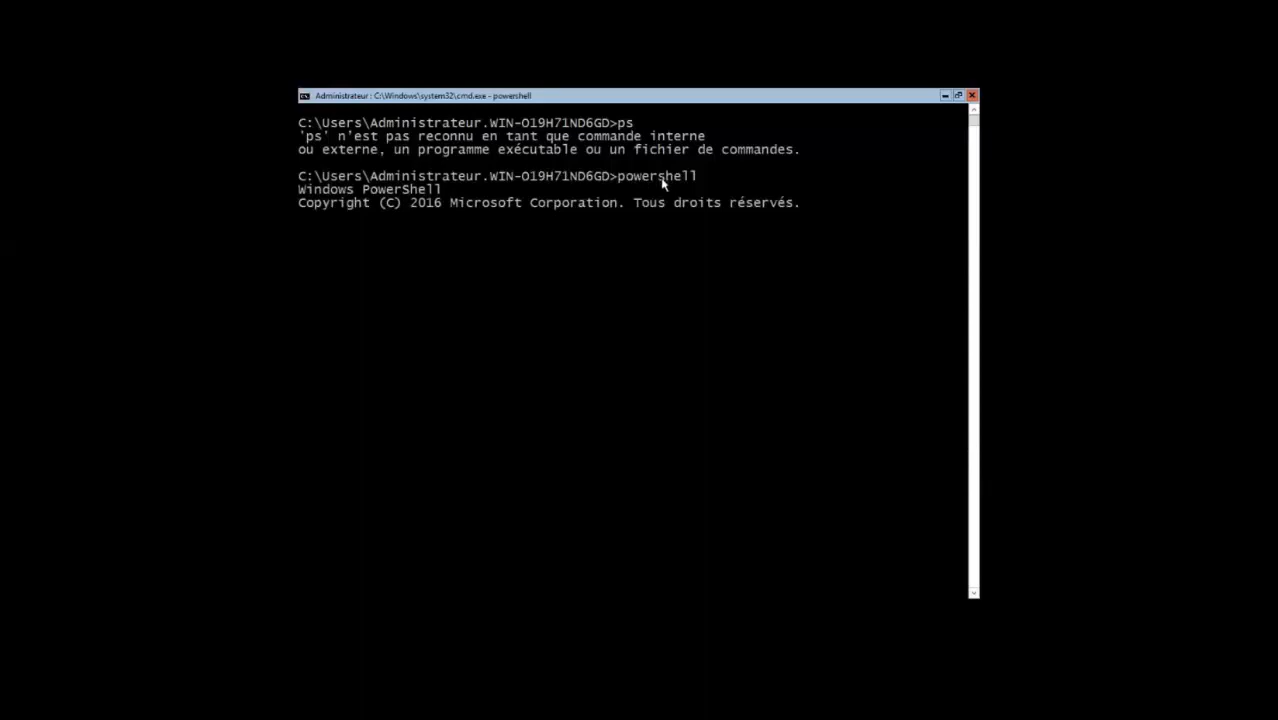 Administrateur : C:\Windows\system32\cmd.exe - powershell
C:\Users\Administrateur.WIN-O19H71ND6GD>ps
'ps' n'est pas reconnu en tant que commande interne
ou externe, un programme exécutable ou un fichier de commandes.
C:\Users\Administrateur.WIN-O19H71ND6GD>powershell
Windows PowerShell
Copyright (C) 2016 Microsoft Corporation. Tous droits réservés.